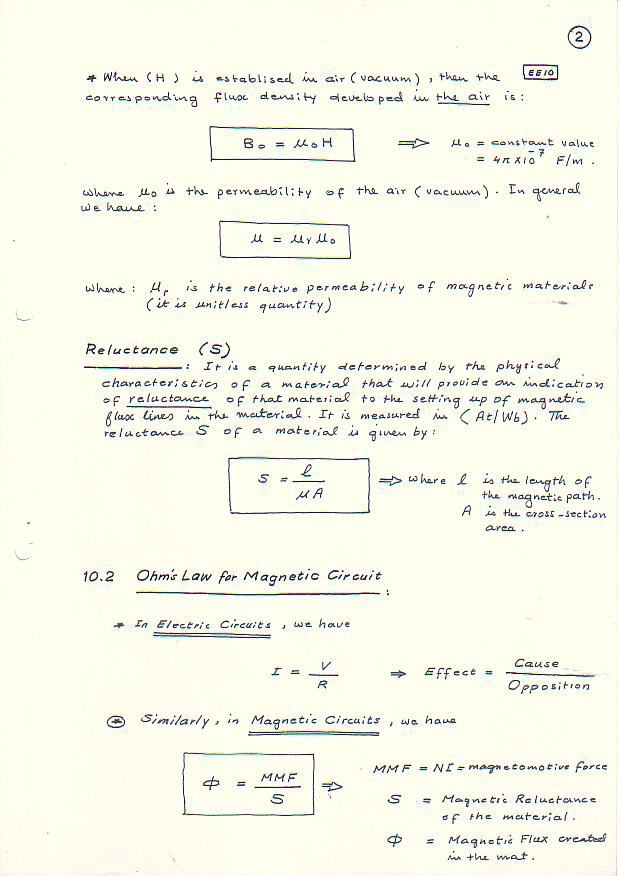 2
* When (H) is establised in air (vacuum), then the EE10
corresponding flux density developed in the air is:
B₀ = μ₀H ⇒ μ₀ = constant value
= 4π×10⁻⁷ F/m.
where μ₀ is the permeability of the air (vacuum). In general
we have:
μ = μᵣμ₀
where: μᵣ is the relative permeability of magnetic materials
(it is unitless quantity)
Reluctance (S)
: It is a quantity determined by the physical
characteristics of a material that will provide an indication
of reluctance of that material to the setting up of magnetic
flux lines in the material. It is measured in (At/Wb). The
reluctance S of a material is given by:
S = l / μA ⇒ where l is the length of
the magnetic path.
A is the cross-section
area.
10.2 Ohm's Law for Magnetic Circuit:
* In Electric Circuits, we have
I = V / R ⇒ Effect = Cause / Opposition
* Similarly, in Magnetic Circuits, we have
Φ = MMF / S ⇒ MMF = NI = magnetomotive force
S = Magnetic Reluctance
of the material.
Φ = Magnetic Flux created
in the mat.